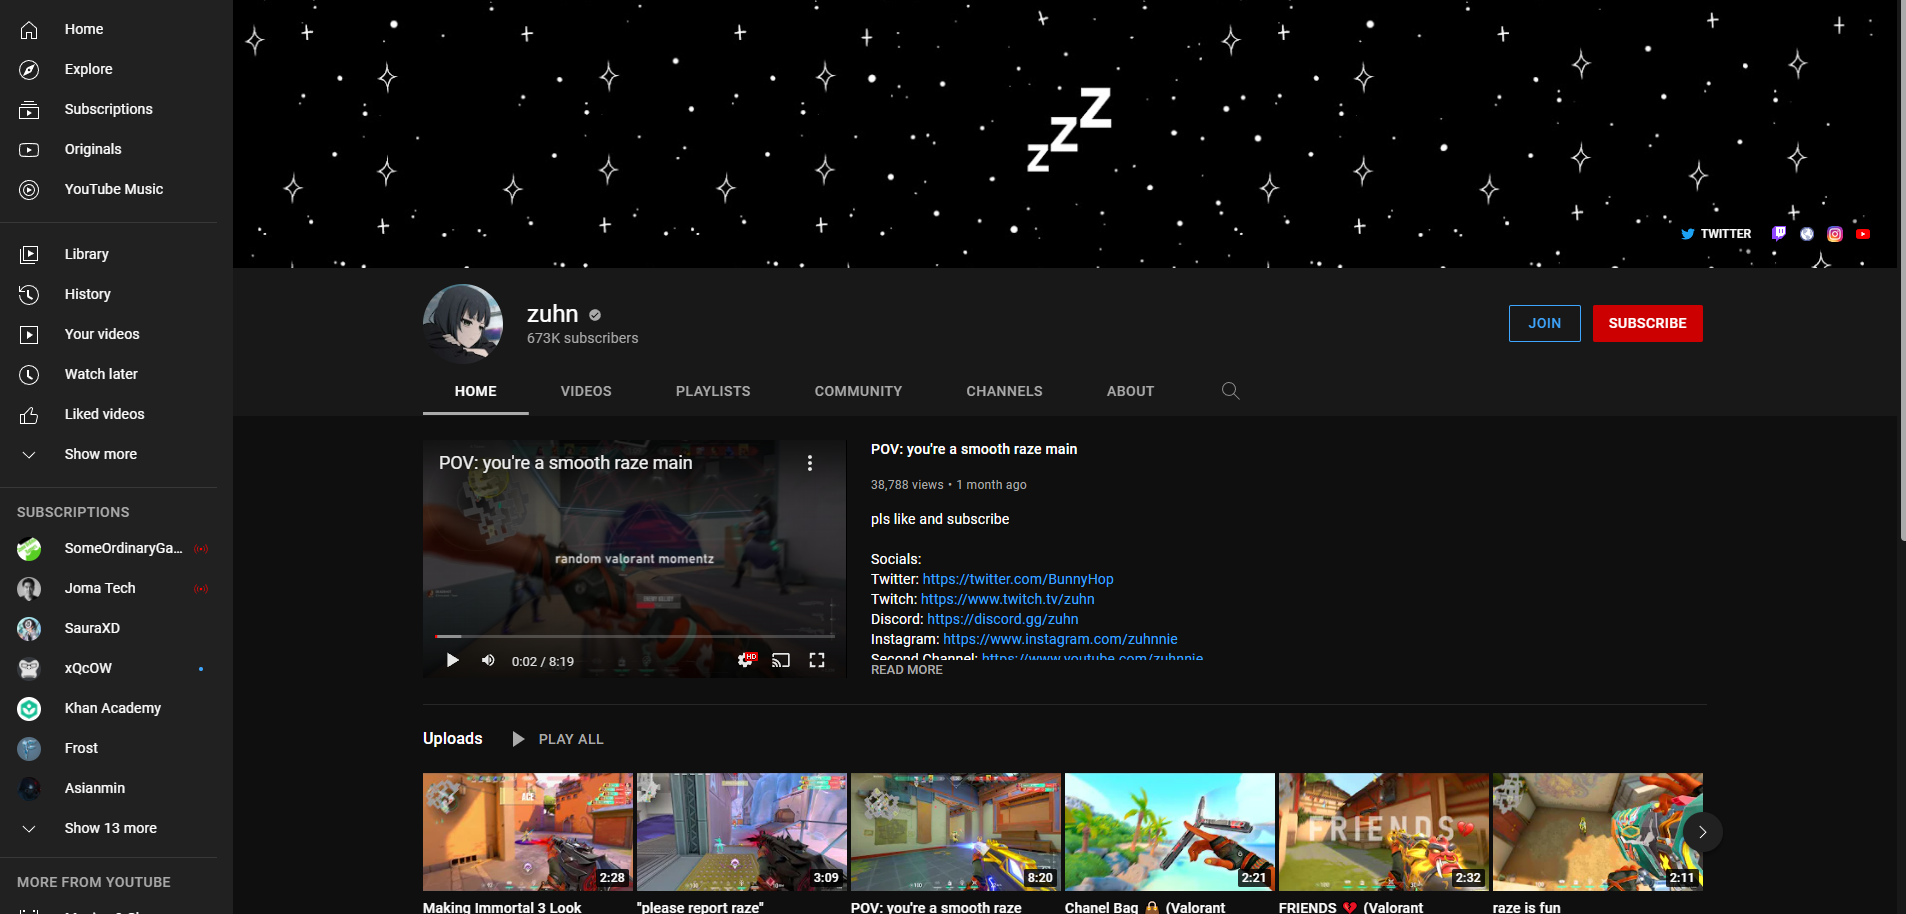 Home
Explore
Subscriptions
Originals
YouTube Music
Library
History
Your videos
Watch later
Liked videos
Show more
SUBSCRIPTIONS
SomeOrdinaryGa...
Joma Tech
SauraXD
xQcOW
Khan Academy
Frost
Asianmin
Show 13 more
MORE FROM YOUTUBE
z
z
z
TWITTER
zuhn
673K subscribers
JOIN
SUBSCRIBE
HOME VIDEOS PLAYLISTS COMMUNITY CHANNELS ABOUT
POV: you're a smooth raze main
random valorant momentz
0:02 / 8:19
HD
POV: you're a smooth raze main
38,788 views • 1 month ago
pls like and subscribe
Socials:
Twitter: https://twitter.com/BunnyHop
Twitch: https://www.twitch.tv/zuhn
Discord: https://discord.gg/zuhn
Instagram: https://www.instagram.com/zuhnnie
Second Channel: https://www.youtube.com/zuhnnie
READ MORE
Uploads PLAY ALL
ACE
2:28
3:09
8:20
2:21
FRIENDS
2:32
2:11
Making Immortal 3 Look
"please report raze"
POV: you're a smooth raze
Chanel Bag 👜 (Valorant
FRIENDS 💔 (Valorant
raze is fun